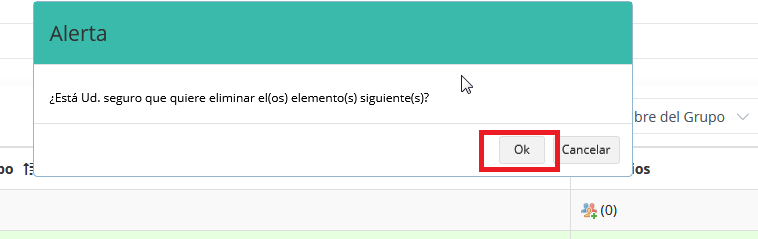 Alerta
¿Está Ud. seguro que quiere eliminar el(os) elemento(s) siguiente(s)?
bre del Grupo
Ok
Cancelar
po
ios
(0)